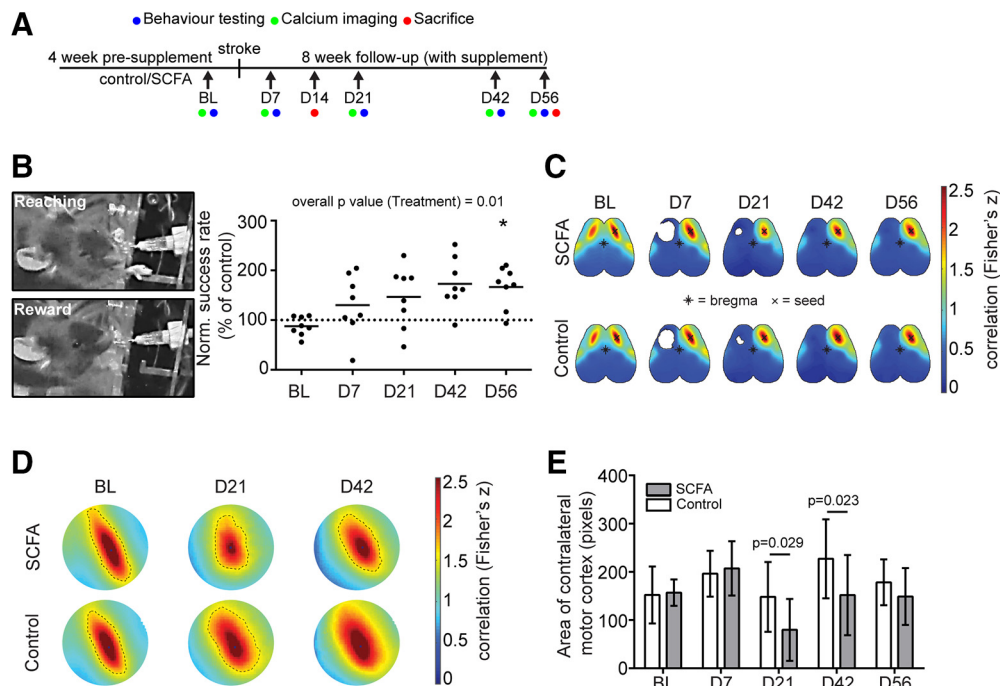 A
Behaviour testing Calcium imaging Sacrifice
4 week pre-supplement stroke 8 week follow-up (with supplement)
control/SCFA
BL D7 D14 D21 D42 D56
B
Reaching
Reward
overall p value (Treatment) = 0.01
Norm. success rate
(% of control)
300
200
100
0
*
BL D7 D21 D42 D56
C
BL D7 D21 D42 D56
SCFA
= bregma × = seed
Control
2.5
2
1.5
1
0.5
0
correlation (Fisher's z)
D
BL D21 D42
SCFA
Control
2.5
2
1.5
1
0.5
0
correlation (Fisher's z)
E
Area of contralateral
motor cortex (pixels)
400
300
200
100
0
SCFA
Control
p=0.029
p=0.023
BL D7 D21 D42 D56